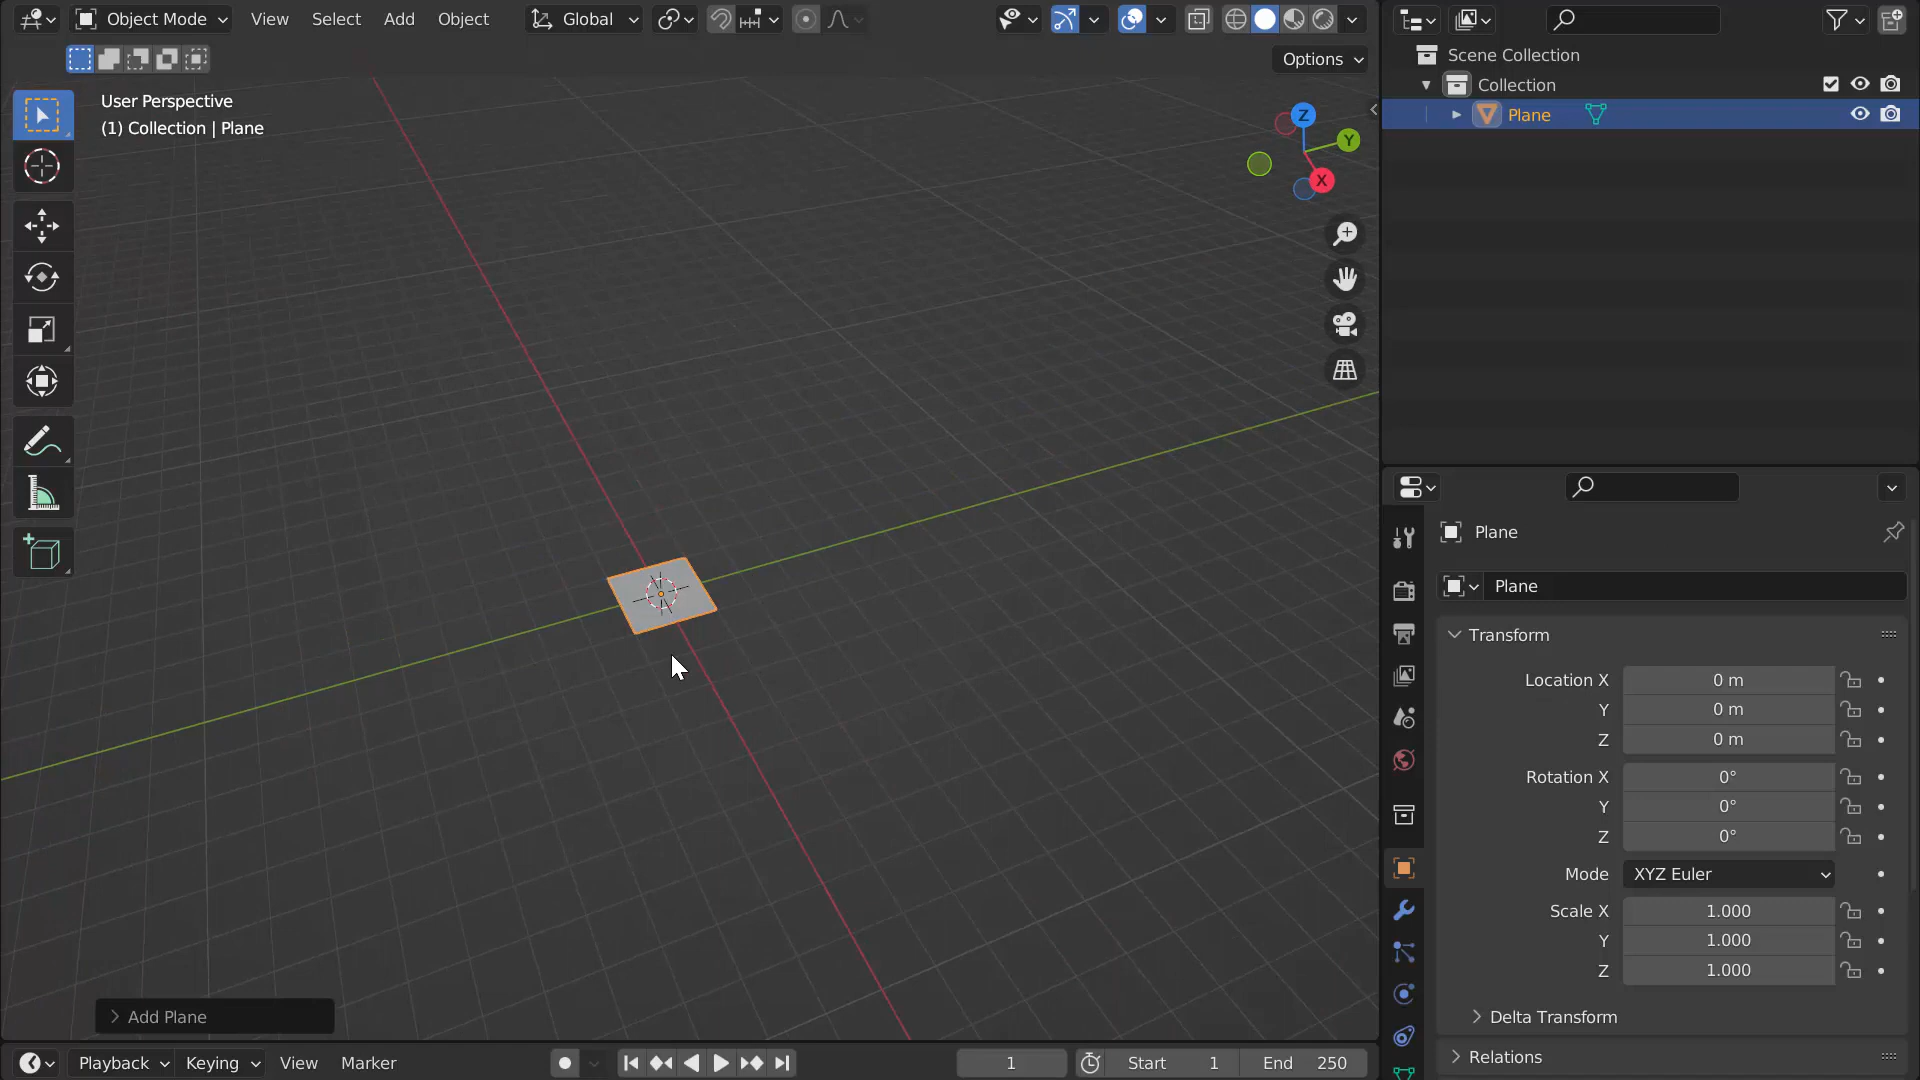 Object Mode View Select Add Object Global
Options
User Perspective
(1) Collection | Plane
Z
Y
X
Add Plane
Playback Keying View Marker 1 Start 1 End 250
Scene Collection
Collection
Plane
Plane
Plane
Transform
Location X 0 m
Y 0 m
Z 0 m
Rotation X 0°
Y 0°
Z 0°
Mode XYZ Euler
Scale X 1.000
Y 1.000
Z 1.000
Delta Transform
Relations